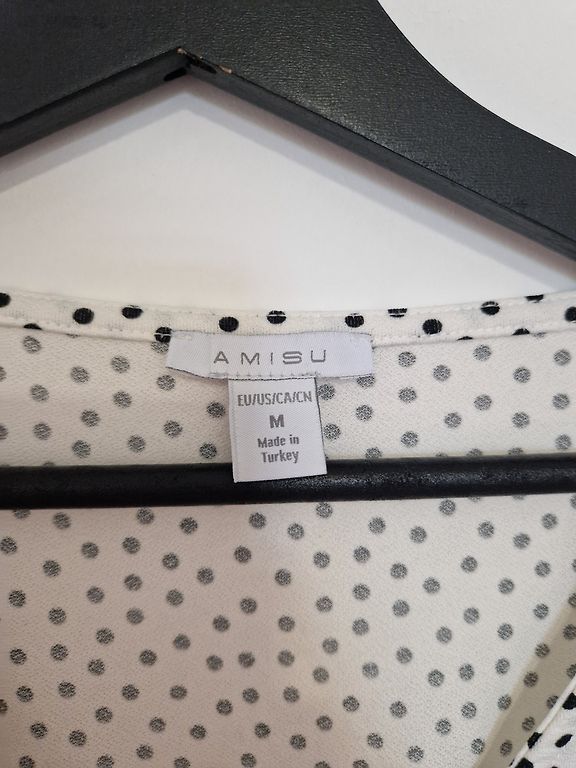 AMISU
EU/US/CA/CN
M
Made in
Turkey